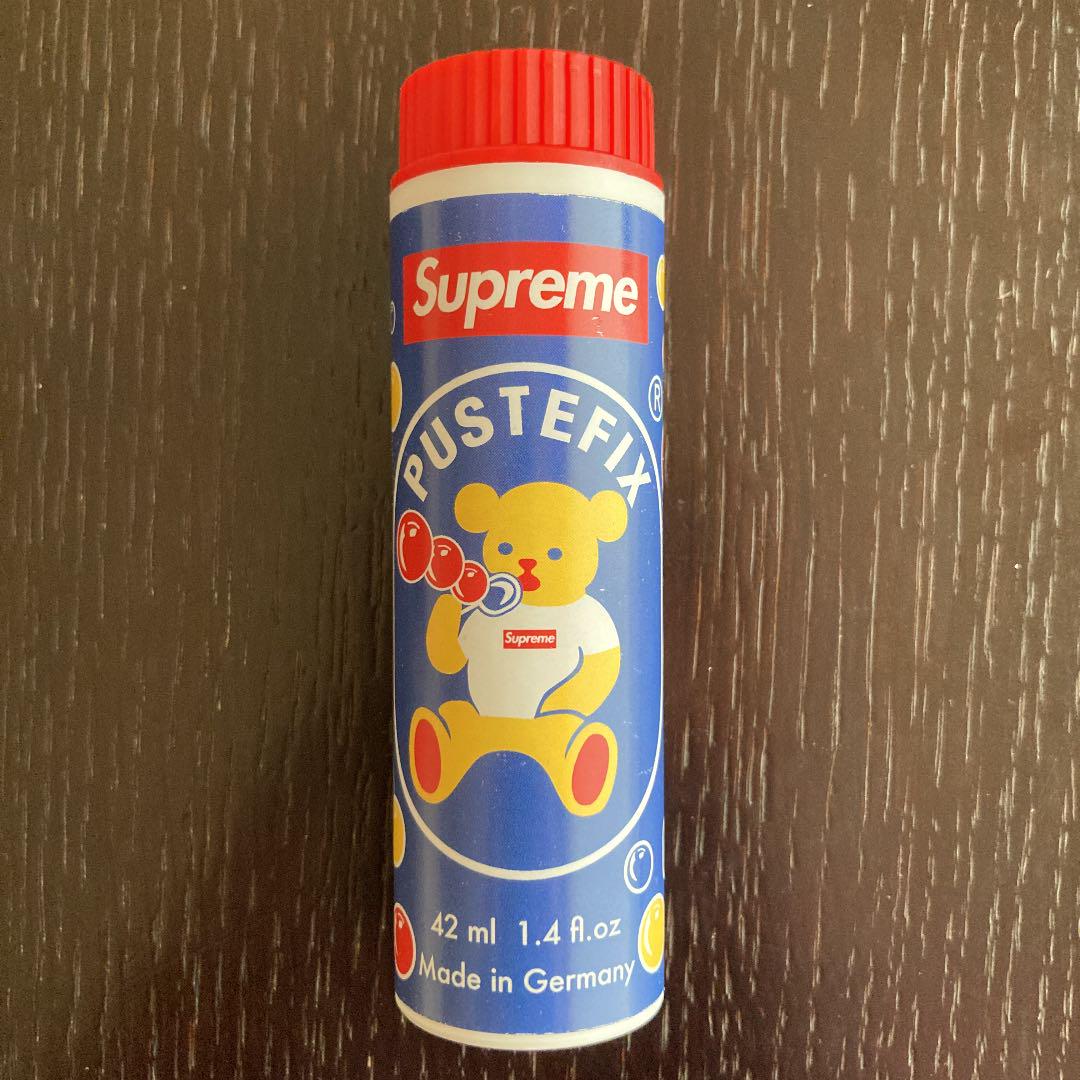 Supreme
®
PUSTEFIX
Supreme
42 ml 1.4 fl.oz
Made in Germany